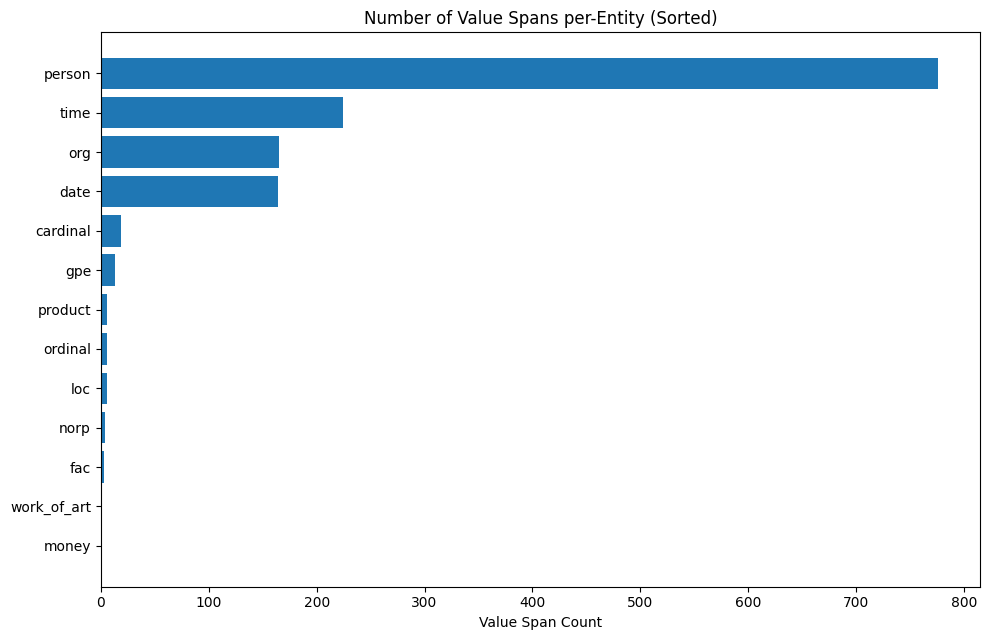 Number of Value Spans per-Entity (Sorted)
person
time
org
date
cardinal
gpe
product
ordinal
loc
norp
fac
work_of_art
money
0 100 200 300 400 500 600 700 800
Value Span Count